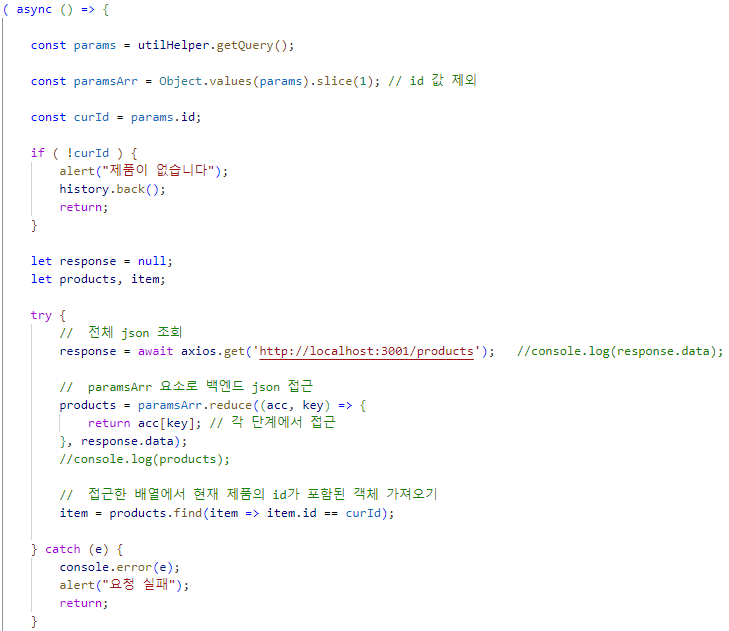 ( async () => {
const params = utilHelper.getQuery();
const paramsArr = Object.values(params).slice(1); // id 값 제외
const curId = params.id;
if ( !curId ) {
alert("제품이 없습니다");
history.back();
return;
}
let response = null;
let products, item;
try {
// 전체 json 조회
response = await axios.get('http://localhost:3001/products'); //console.log(response.data);
// paramsArr 요소로 백엔드 json 접근
products = paramsArr.reduce((acc, key) => {
return acc[key]; // 각 단계에서 접근
}, response.data);
//console.log(products);
// 접근한 배열에서 현재 제품의 id가 포함된 객체 가져오기
item = products.find(item => item.id == curId);
} catch (e) {
console.error(e);
alert("요청 실패");
return;
}